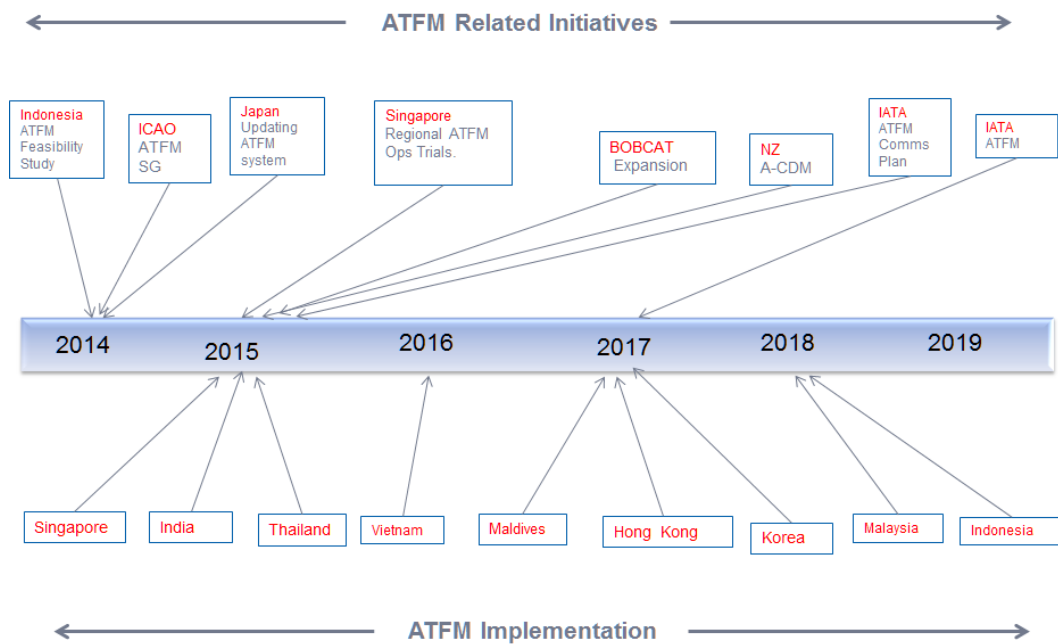 ATFM Related Initiatives
Indonesia
ATFM
Feasibility
Study
ICAO
ATFM
SG
Japan
Updating
ATFM
system
Singapore
Regional ATFM
Ops Trials.
BOBCAT
Expansion
NZ
A-CDM
IATA
ATFM
Comms
Plan
IATA
ATFM
2014
2015
2016
2017
2018
2019
Singapore
India
Thailand
Vietnam
Maldives
Hong Kong
Korea
Malaysia
Indonesia
ATFM Implementation